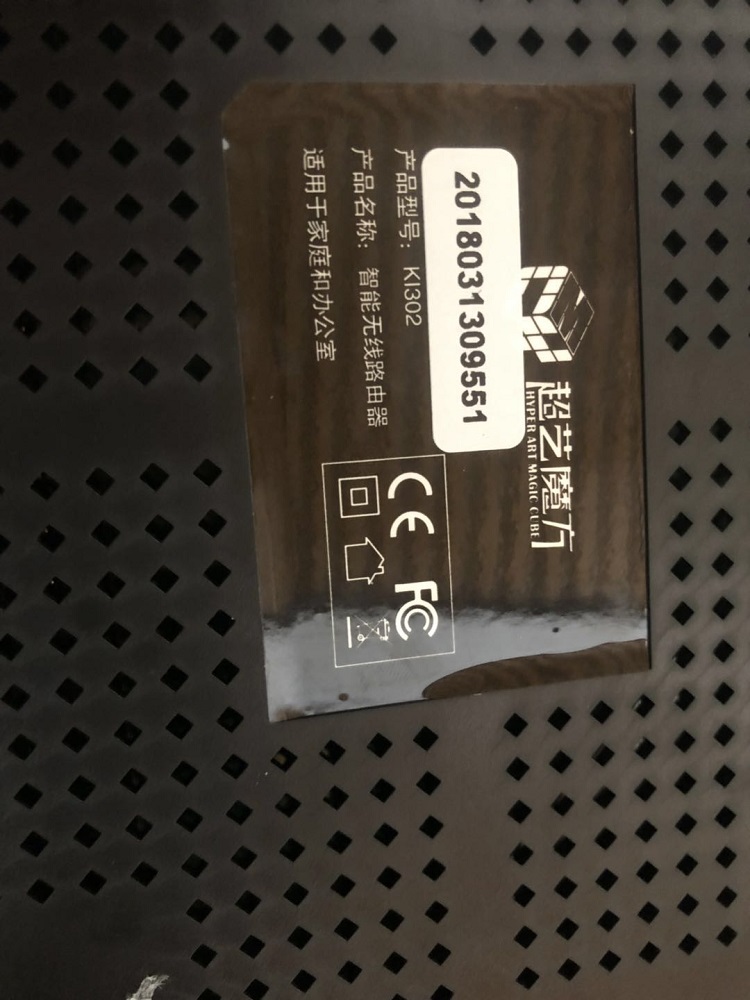 超艺魔方
HYPER ART MAGIC CUBE
201803131309551
产品型号： KI302
产品名称： 智能无线路由器
适用于家庭和办公室
CE FC